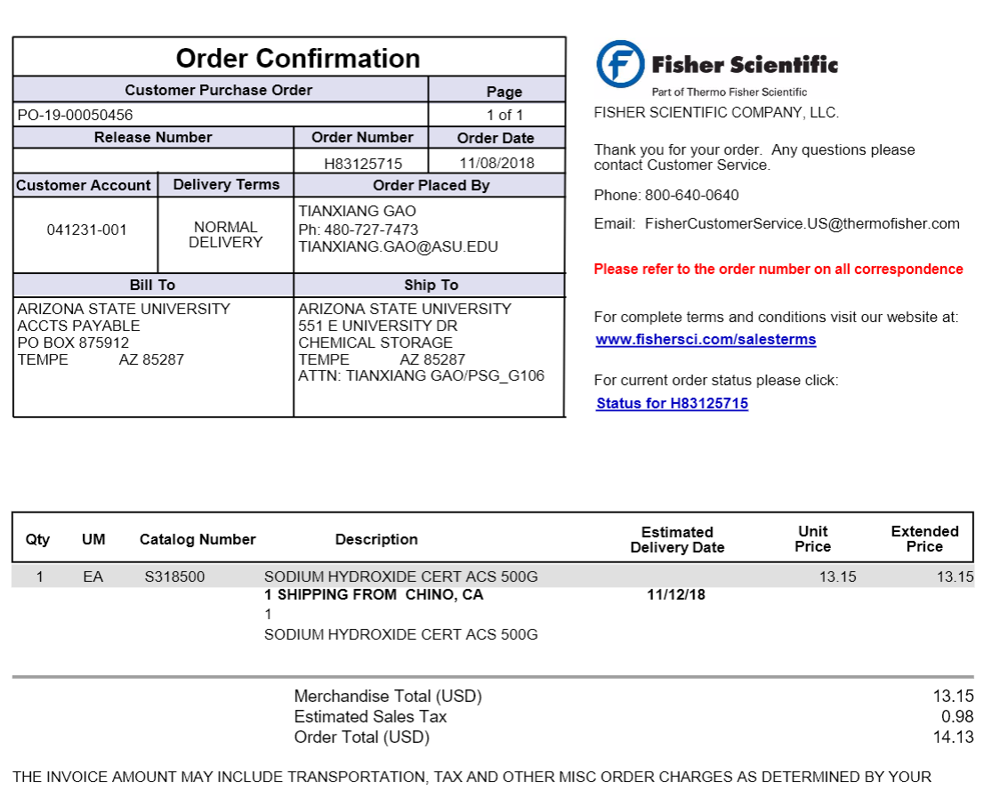 Order Confirmation
Customer Purchase Order Page
PO-19-00050456 1 of 1
Release Number Order Number Order Date
H83125715 11/08/2018
Customer Account Delivery Terms Order Placed By
041231-001
NORMAL
DELIVERY
TIANXIANG GAO
Ph: 480-727-7473
TIANXIANG.GAO@ASU.EDU
Bill To
ARIZONA STATE UNIVERSITY
ACCTS PAYABLE
PO BOX 875912
TEMPE AZ 85287
Ship To
ARIZONA STATE UNIVERSITY
551 E UNIVERSITY DR
CHEMICAL STORAGE
TEMPE AZ 85287
ATTN: TIANXIANG GAO/PSG_G106
Fisher Scientific
Part of Thermo Fisher Scientific
FISHER SCIENTIFIC COMPANY, LLC.
Thank you for your order. Any questions please
contact Customer Service.
Phone: 800-640-0640
Email: FisherCustomerService.US@thermofisher.com
Please refer to the order number on all correspondence
For complete terms and conditions visit our website at:
www.fishersci.com/salesterms
For current order status please click:
Status for H83125715
Qty UM Catalog Number Description Estimated Delivery Date Unit Price Extended Price
1 EA S318500 SODIUM HYDROXIDE CERT ACS 500G 13.15 13.15
1 SHIPPING FROM CHINO, CA 11/12/18
1
SODIUM HYDROXIDE CERT ACS 500G
Merchandise Total (USD) 13.15
Estimated Sales Tax 0.98
Order Total (USD) 14.13
THE INVOICE AMOUNT MAY INCLUDE TRANSPORTATION, TAX AND OTHER MISC ORDER CHARGES AS DETERMINED BY YOUR